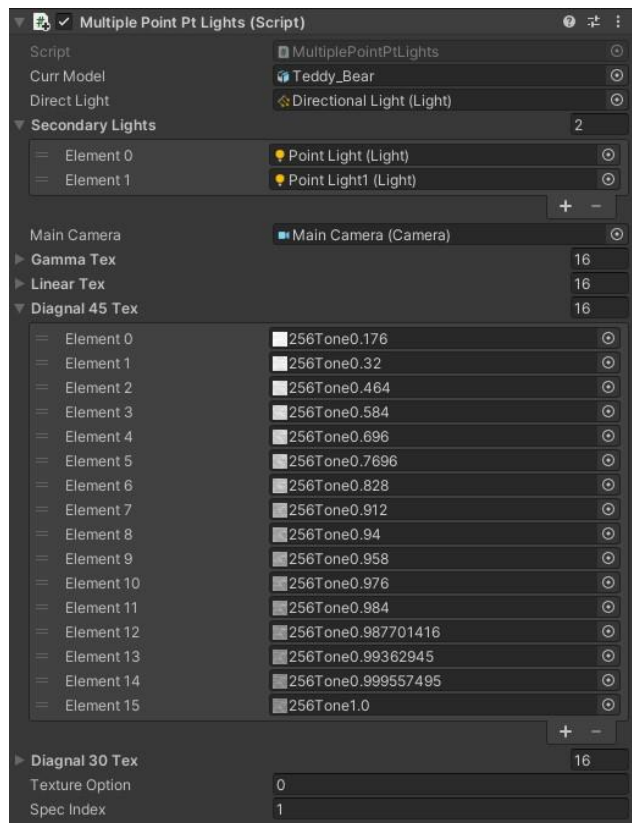 Multiple Point Pt Lights (Script)
Script MultiplePointPtLights
Curr Model Teddy_Bear
Direct Light Directional Light (Light)
Secondary Lights 2
Element 0 Point Light (Light)
Element 1 Point Light1 (Light)
+ −
Main Camera Main Camera (Camera)
Gamma Tex 16
Linear Tex 16
Diagnal 45 Tex 16
Element 0 256Tone0.176
Element 1 256Tone0.32
Element 2 256Tone0.464
Element 3 256Tone0.584
Element 4 256Tone0.696
Element 5 256Tone0.7696
Element 6 256Tone0.828
Element 7 256Tone0.912
Element 8 256Tone0.94
Element 9 256Tone0.958
Element 10 256Tone0.976
Element 11 256Tone0.984
Element 12 256Tone0.987701416
Element 13 256Tone0.99362945
Element 14 256Tone0.999557495
Element 15 256Tone1.0
+ −
Diagnal 30 Tex 16
Texture Option 0
Spec Index 1